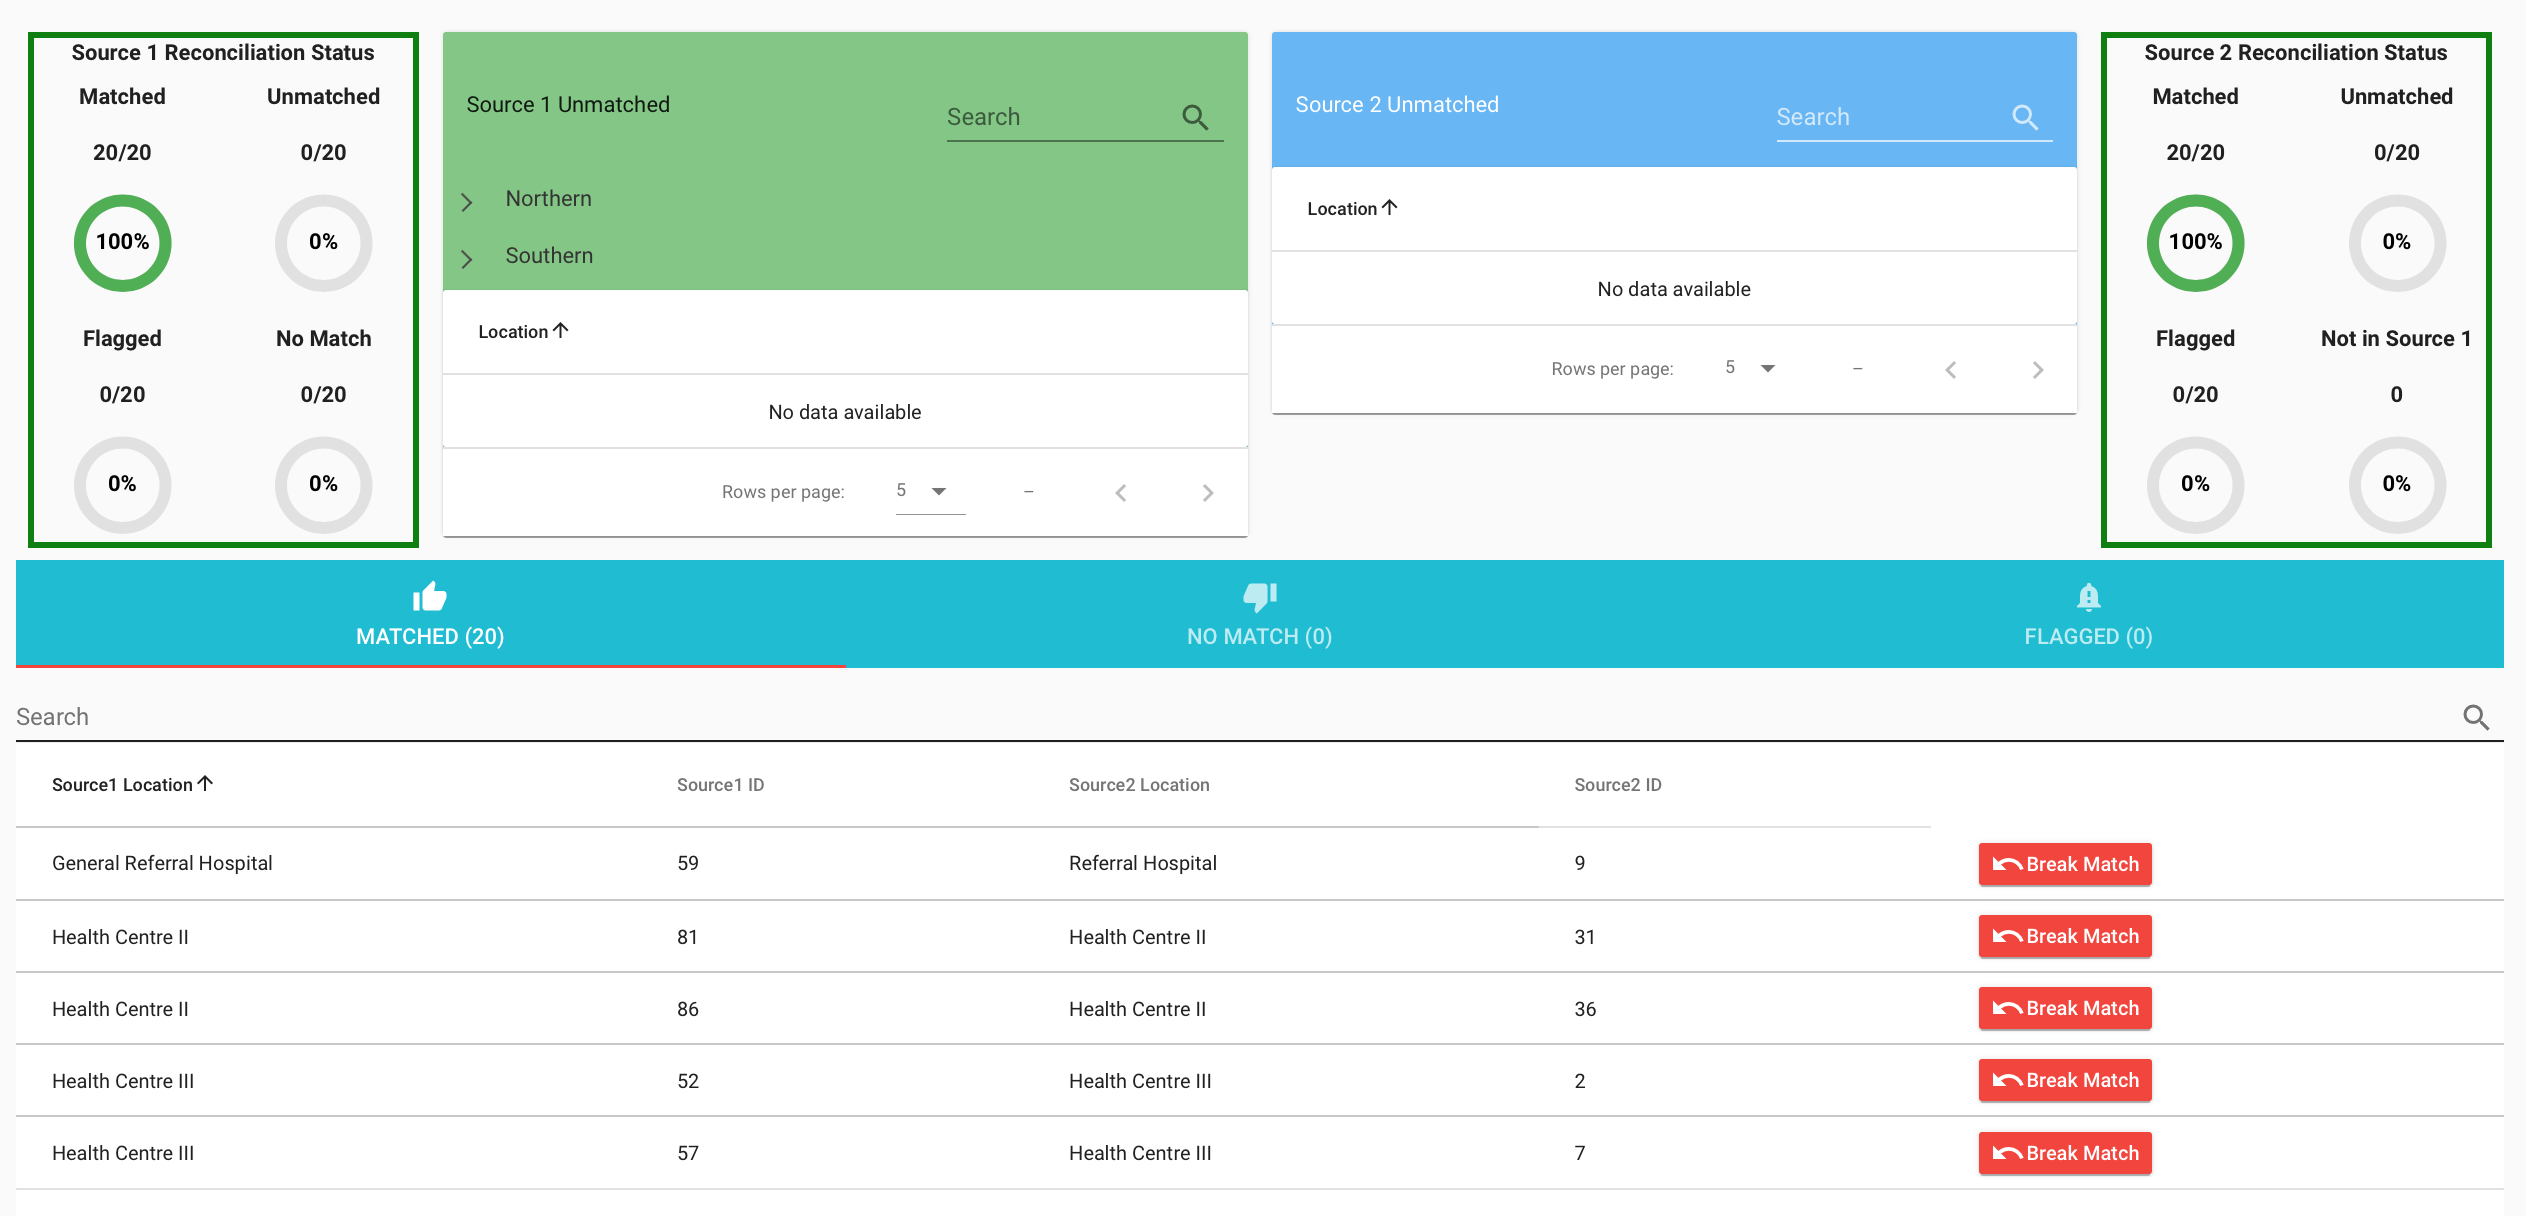 Source 1 Reconciliation Status
Matched Unmatched
20/20 0/20
100% 0%
Flagged No Match
0/20 0/20
0% 0%
Source 1 Unmatched
Search
Northern
Southern
Location
No data available
Rows per page: 5 –
Source 2 Unmatched
Search
Location
No data available
Rows per page: 5 –
Source 2 Reconciliation Status
Matched Unmatched
20/20 0/20
100% 0%
Flagged Not in Source 1
0/20 0
0% 0%
MATCHED (20) NO MATCH (0) FLAGGED (0)
Search
Source1 Location Source1 ID Source2 Location Source2 ID
General Referral Hospital 59 Referral Hospital 9 Break Match
Health Centre II 81 Health Centre II 31 Break Match
Health Centre II 86 Health Centre II 36 Break Match
Health Centre III 52 Health Centre III 2 Break Match
Health Centre III 57 Health Centre III 7 Break Match